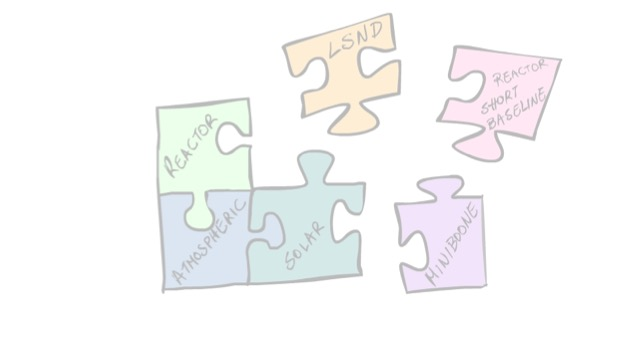 LSND
REACTOR
SHORT
BASELINE
REACTOR
ATMOSPHERIC
SOLAR
MINIBOONE